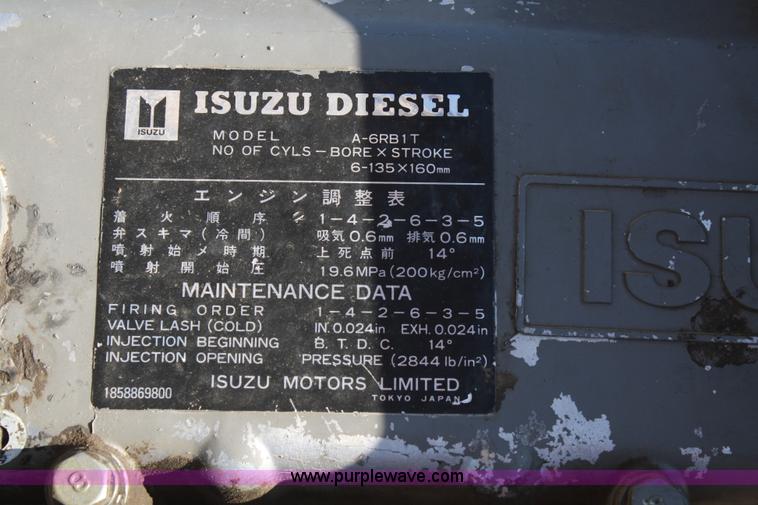 ISUZU
ISUZU DIESEL
MODEL A-6RB1T
NO OF CYLS-BORE×STROKE
6-135×160mm
エンジン調整表
着火順序 1-4-2-6-3-5
弁スキマ(冷間) 吸気0.6mm 排気0.6mm
噴射始メ時期 上死点前 14°
噴射開始圧 19.6MPa(200kg/cm²)
MAINTENANCE DATA
FIRING ORDER 1-4-2-6-3-5
VALVE LASH (COLD) IN.0.024in EXH.0.024in
INJECTION BEGINNING B.T.D.C. 14°
INJECTION OPENING PRESSURE (2844 lb/in²)
ISUZU MOTORS LIMITED
1858869800 TOKYO JAPAN
ISU
www.purplewave.com